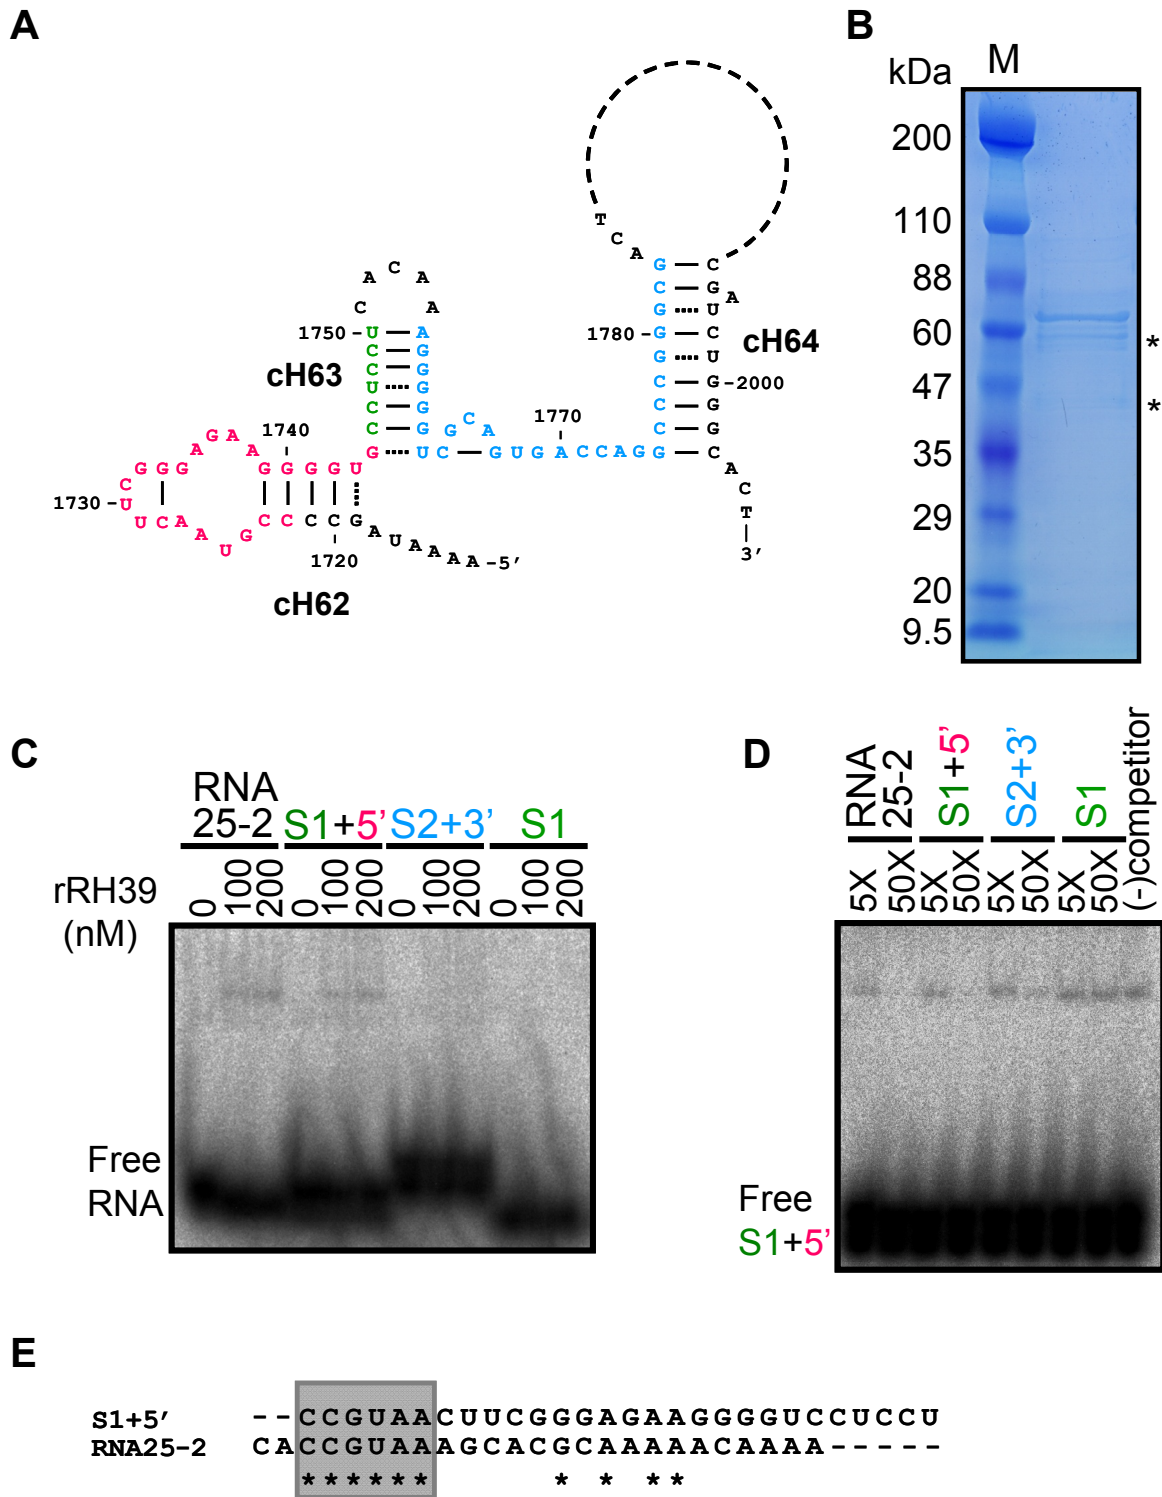 A
B
kDa
M
200
110
88
60
47
35
29
20
9.5
*
*
T
C
A
G C
C G
A
G U
1780 - G C
G U
C G -2000
C G
C G
G C
A
C
T
3’
cH64
C A C A A
C
A
1750 - U A
C G
C G
U G
C G
C G
G U C
cH63
G C A
1770
G U G A C C A G G
1740
G G G A G A A G G G G U
C
1730 - U
U C A A U G C C C C G A U A A A A -5’
1720
cH62
C
RNA
25-2 S1+5’ S2+3’ S1
rRH39
(nM)
0 100 200 0 100 200 0 100 200 0 100 200
Free
RNA
D
RNA
25-2
S1+5’
S2+3’
S1
(-)competitor
5X 50X 5X 50X 5X 50X 5X 50X
Free
S1+5’
E
S1+5’ --CCGUAACUUCGGGAGAAGGGGUCCUCCU
RNA25-2 CACCGUAAAGCACGCAAAAACAAAA-----
****** * * **